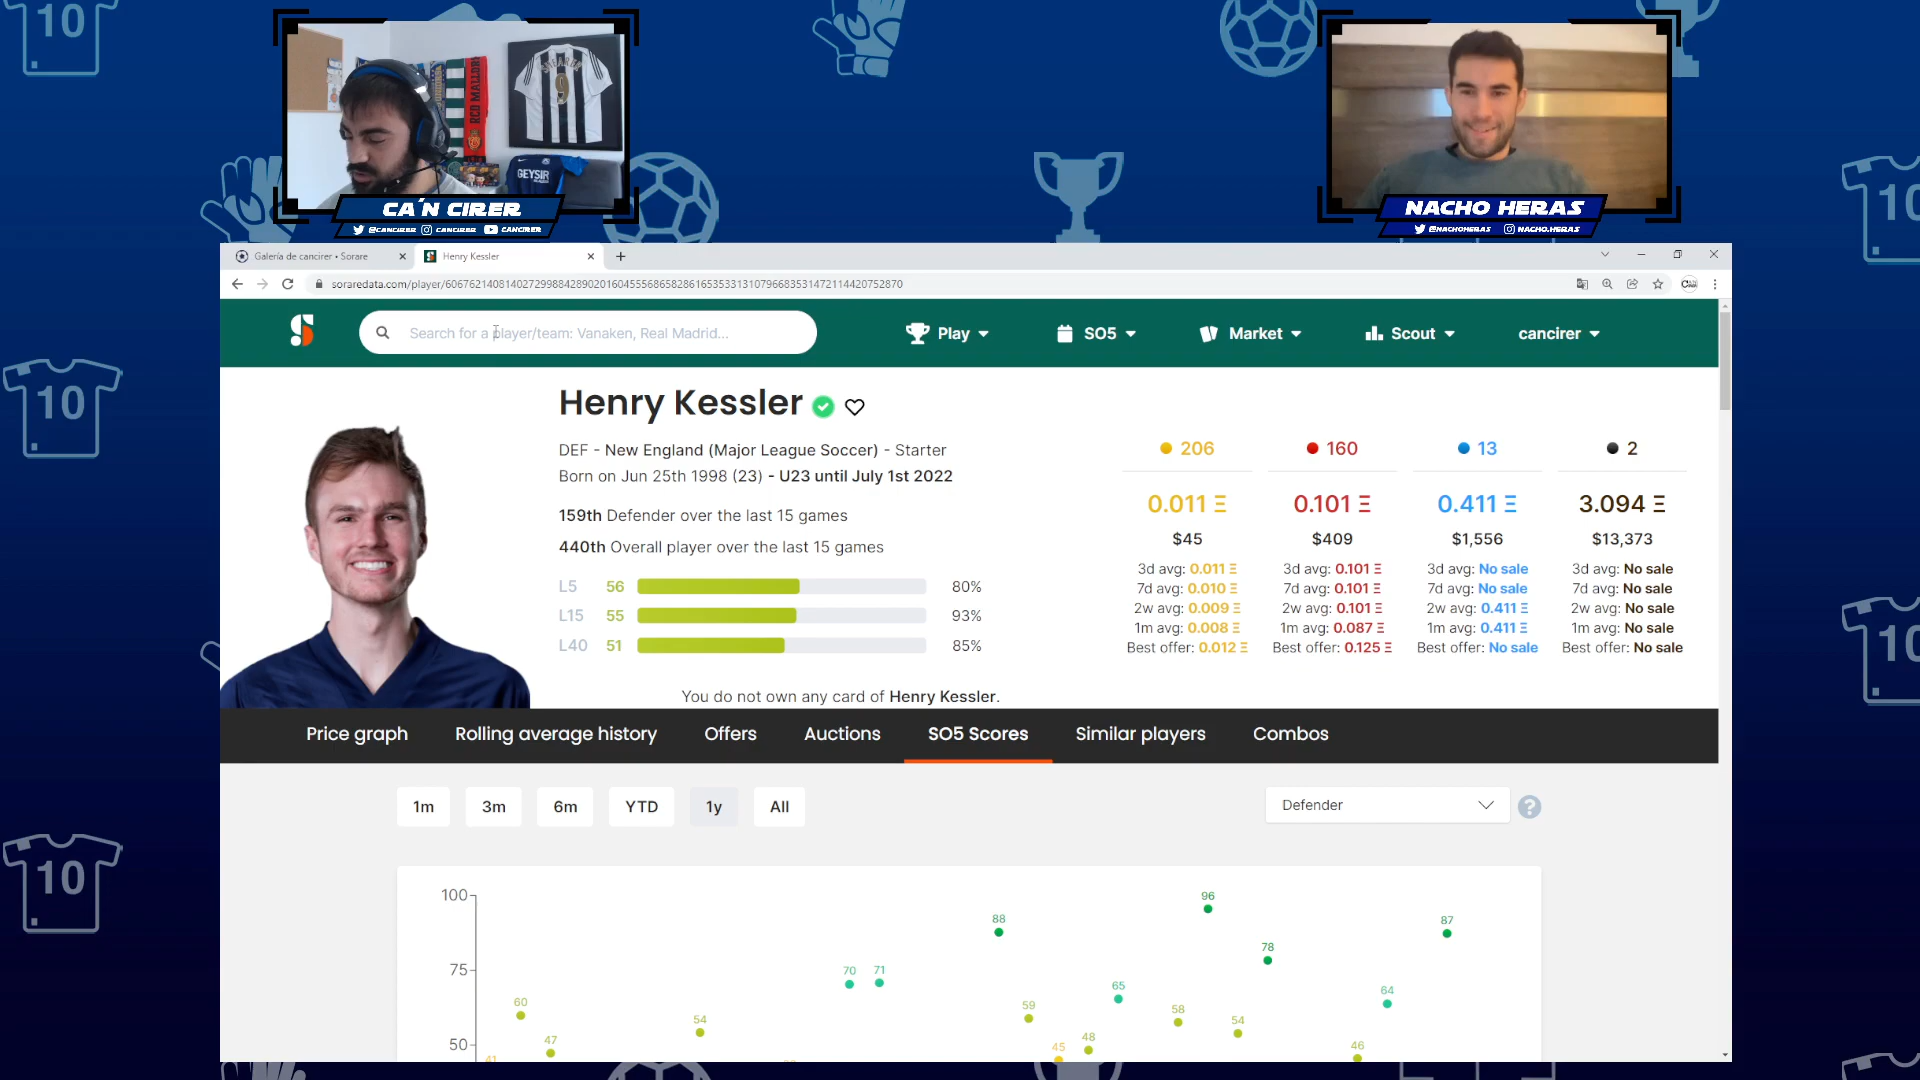 10
10
10
10
10
10
SORARE
RED MALLORCA
GEYSIR
CA´N CIRER
@CANCIRER CANCIRER CANCIRER
NACHO HERAS
@NACHOHERAS NACHO.HERAS
Galería de cancirer • Sorare
Henry Kessler
soraredata.com/player/60676214081402729988428902016045556865828616535331310796683531472114420752870
Search for a player/team: Vanaken, Real Madrid...
Play
SO5
Market
Scout
cancirer
Henry Kessler
DEF - New England (Major League Soccer) - Starter
Born on Jun 25th 1998 (23) - U23 until July 1st 2022
159th Defender over the last 15 games
440th Overall player over the last 15 games
L5 56 80%
L15 55 93%
L40 51 85%
You do not own any card of Henry Kessler.
206 160 13 2
0.011 Ξ 0.101 Ξ 0.411 Ξ 3.094 Ξ
$45 $409 $1,556 $13,373
3d avg: 0.011 Ξ 3d avg: 0.101 Ξ 3d avg: No sale 3d avg: No sale
7d avg: 0.010 Ξ 7d avg: 0.101 Ξ 7d avg: No sale 7d avg: No sale
2w avg: 0.009 Ξ 2w avg: 0.101 Ξ 2w avg: 0.411 Ξ 2w avg: No sale
1m avg: 0.008 Ξ 1m avg: 0.087 Ξ 1m avg: 0.411 Ξ 1m avg: No sale
Best offer: 0.012 Ξ Best offer: 0.125 Ξ Best offer: No sale Best offer: No sale
Price graph Rolling average history Offers Auctions SO5 Scores Similar players Combos
1m 3m 6m YTD 1y All
Defender
?
100
75
50
41
60
47
54
70
71
88
59
45
48
65
58
96
54
78
46
64
87